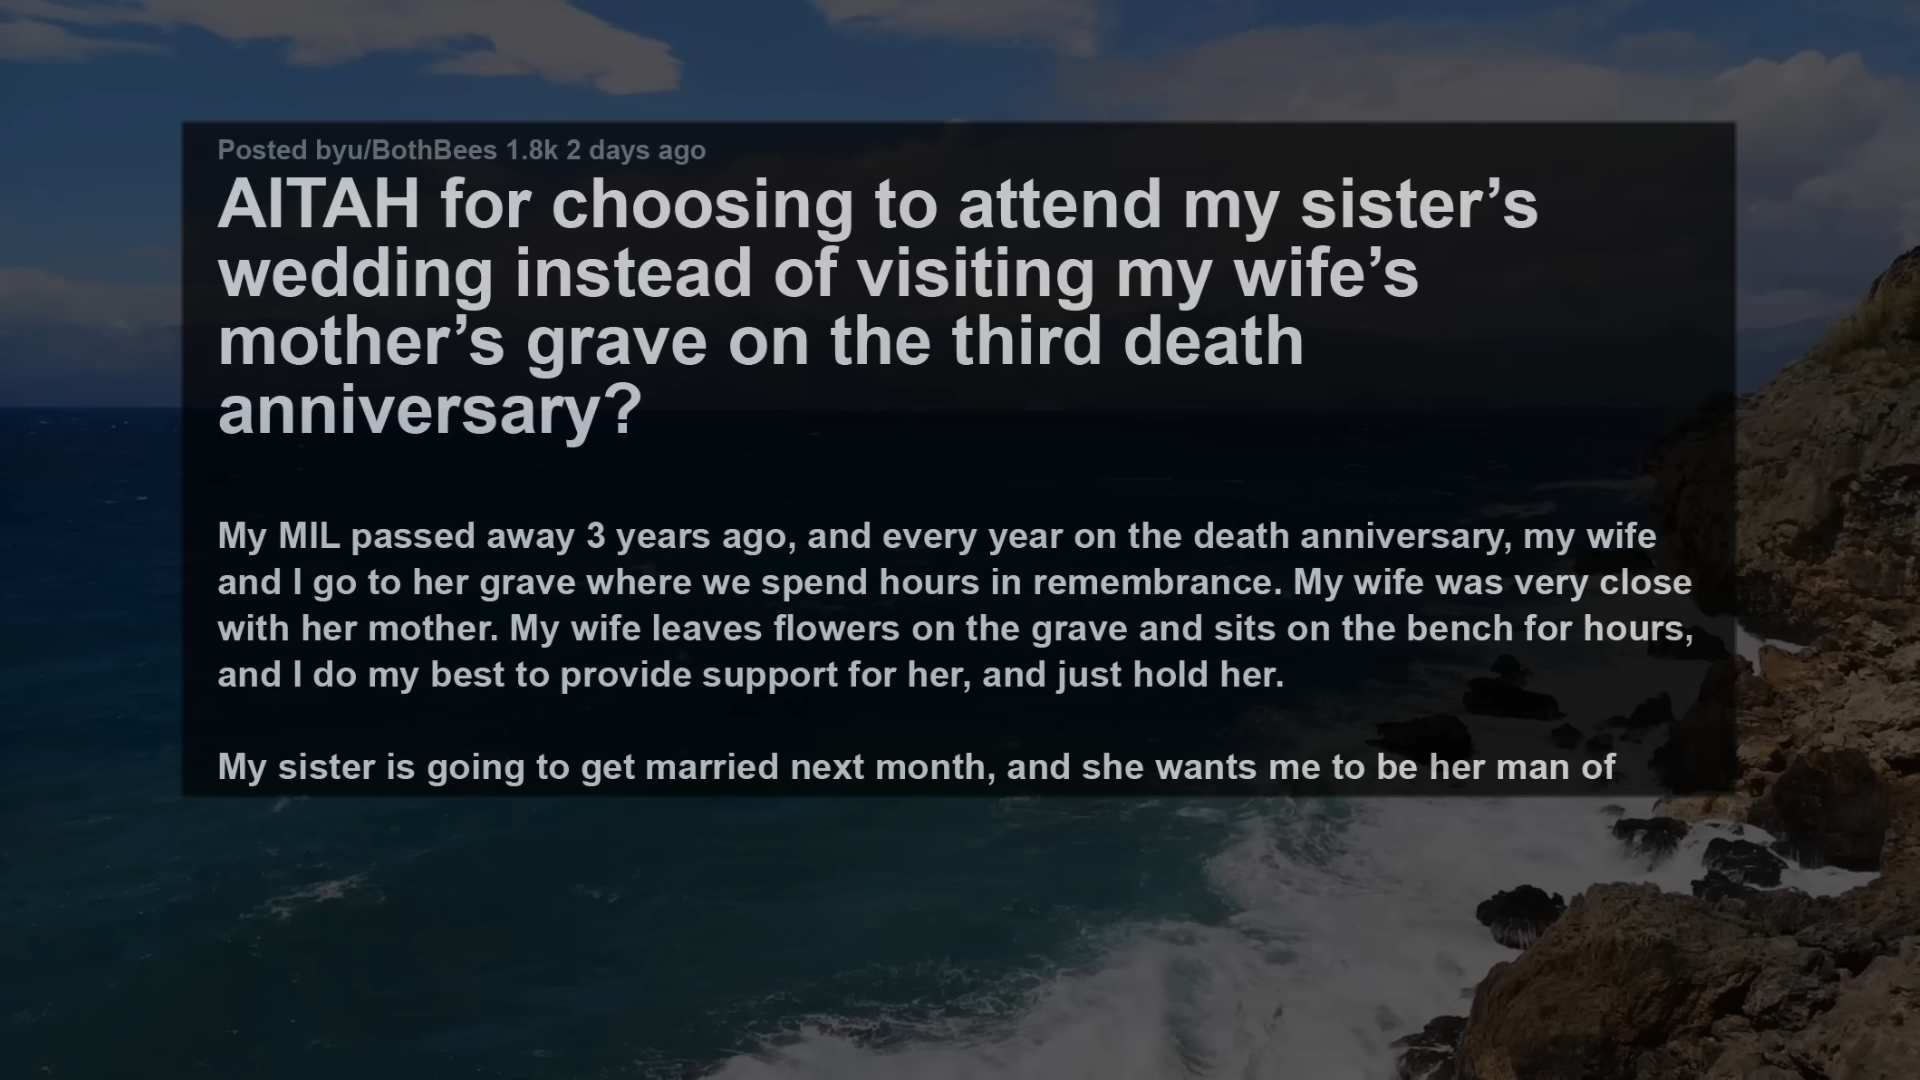 Posted byu/BothBees 1.8k 2 days ago
AITAH for choosing to attend my sister’s
wedding instead of visiting my wife’s
mother’s grave on the third death
anniversary?
My MIL passed away 3 years ago, and every year on the death anniversary, my wife
and I go to her grave where we spend hours in remembrance. My wife was very close
with her mother. My wife leaves flowers on the grave and sits on the bench for hours,
and I do my best to provide support for her, and just hold her.
My sister is going to get married next month, and she wants me to be her man of